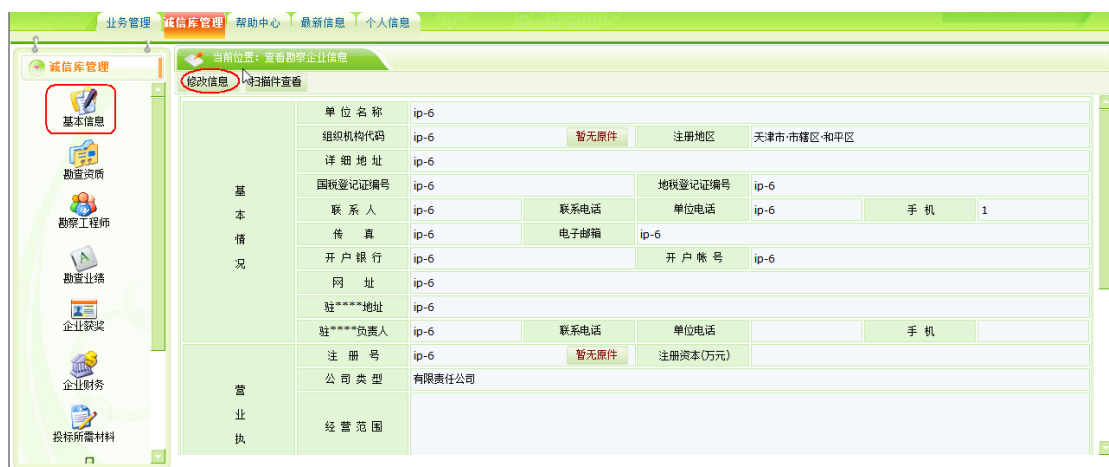 业务管理 诚信库管理 帮助中心 最新信息 个人信息
诚信库管理
基本信息
勘查资质
勘察工程师
勘查业绩
企业获奖
企业财务
投标所需材料
当前位置：查看勘察企业信息
修改信息 扫描件查看
基本情况
单位名称 ip-6
组织机构代码 ip-6 暂无原件 注册地区 天津市·市辖区·和平区
详细地址 ip-6
国税登记证编号 ip-6 地税登记证编号 ip-6
联系人 ip-6 联系电话 单位电话 ip-6 手机 1
传真 ip-6 电子邮箱 ip-6
开户银行 ip-6 开户帐号 ip-6
网址 ip-6
驻****地址 ip-6
驻****负责人 ip-6 联系电话 单位电话 手机
营业执
注册号 ip-6 暂无原件 注册资本(万元)
公司类型 有限责任公司
经营范围